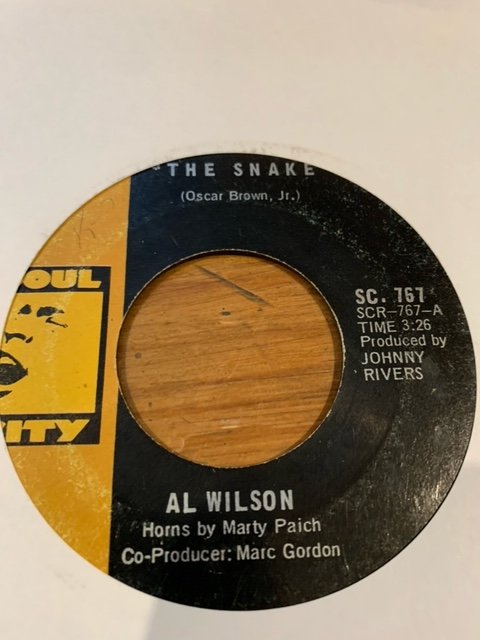 "THE SNAKE
(Oscar Brown, Jr.)
OUL
CITY
SC. 767
SCR-767-A
TIME 3:26
Produced by
JOHNNY
RIVERS
AL WILSON
Horns by Marty Paich
Co-Producer: Marc Gordon